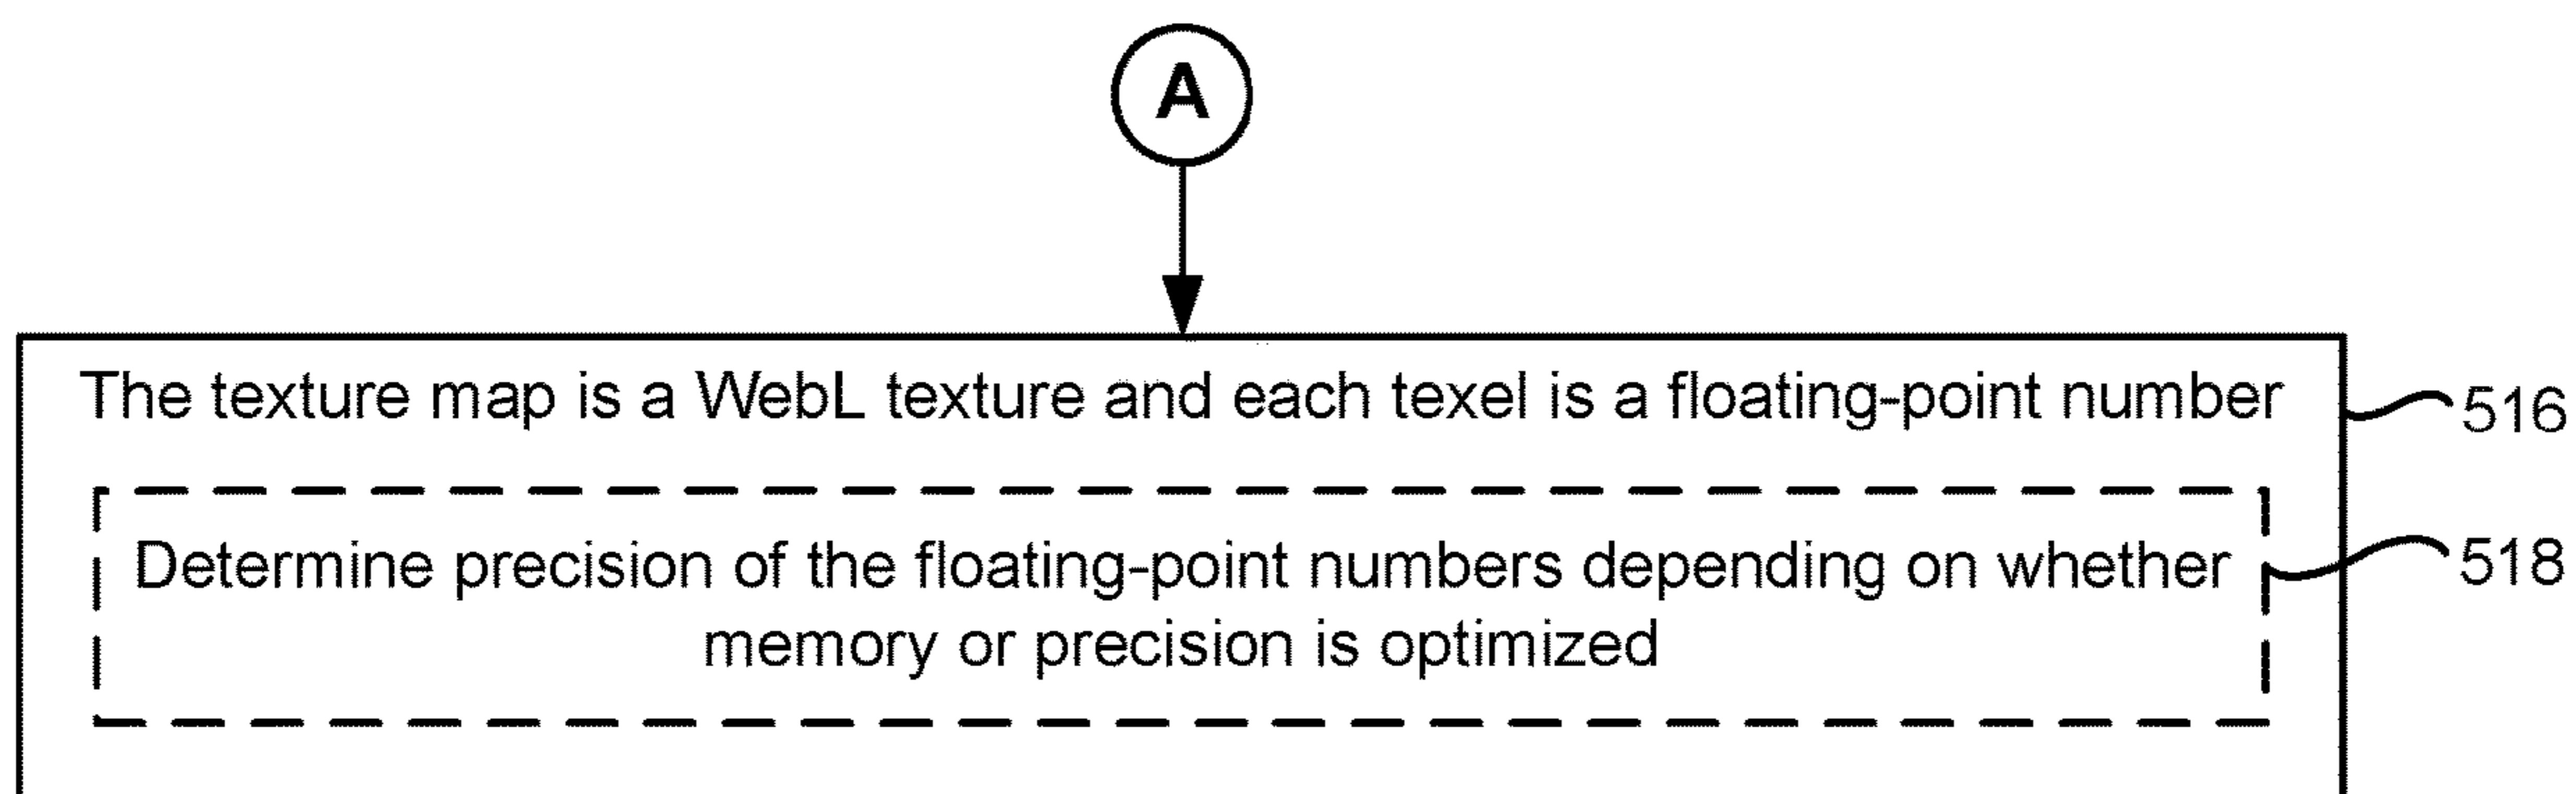 A
The texture map is a WebL texture and each texel is a floating-point number
516
Determine precision of the floating-point numbers depending on whether
memory or precision is optimized
518